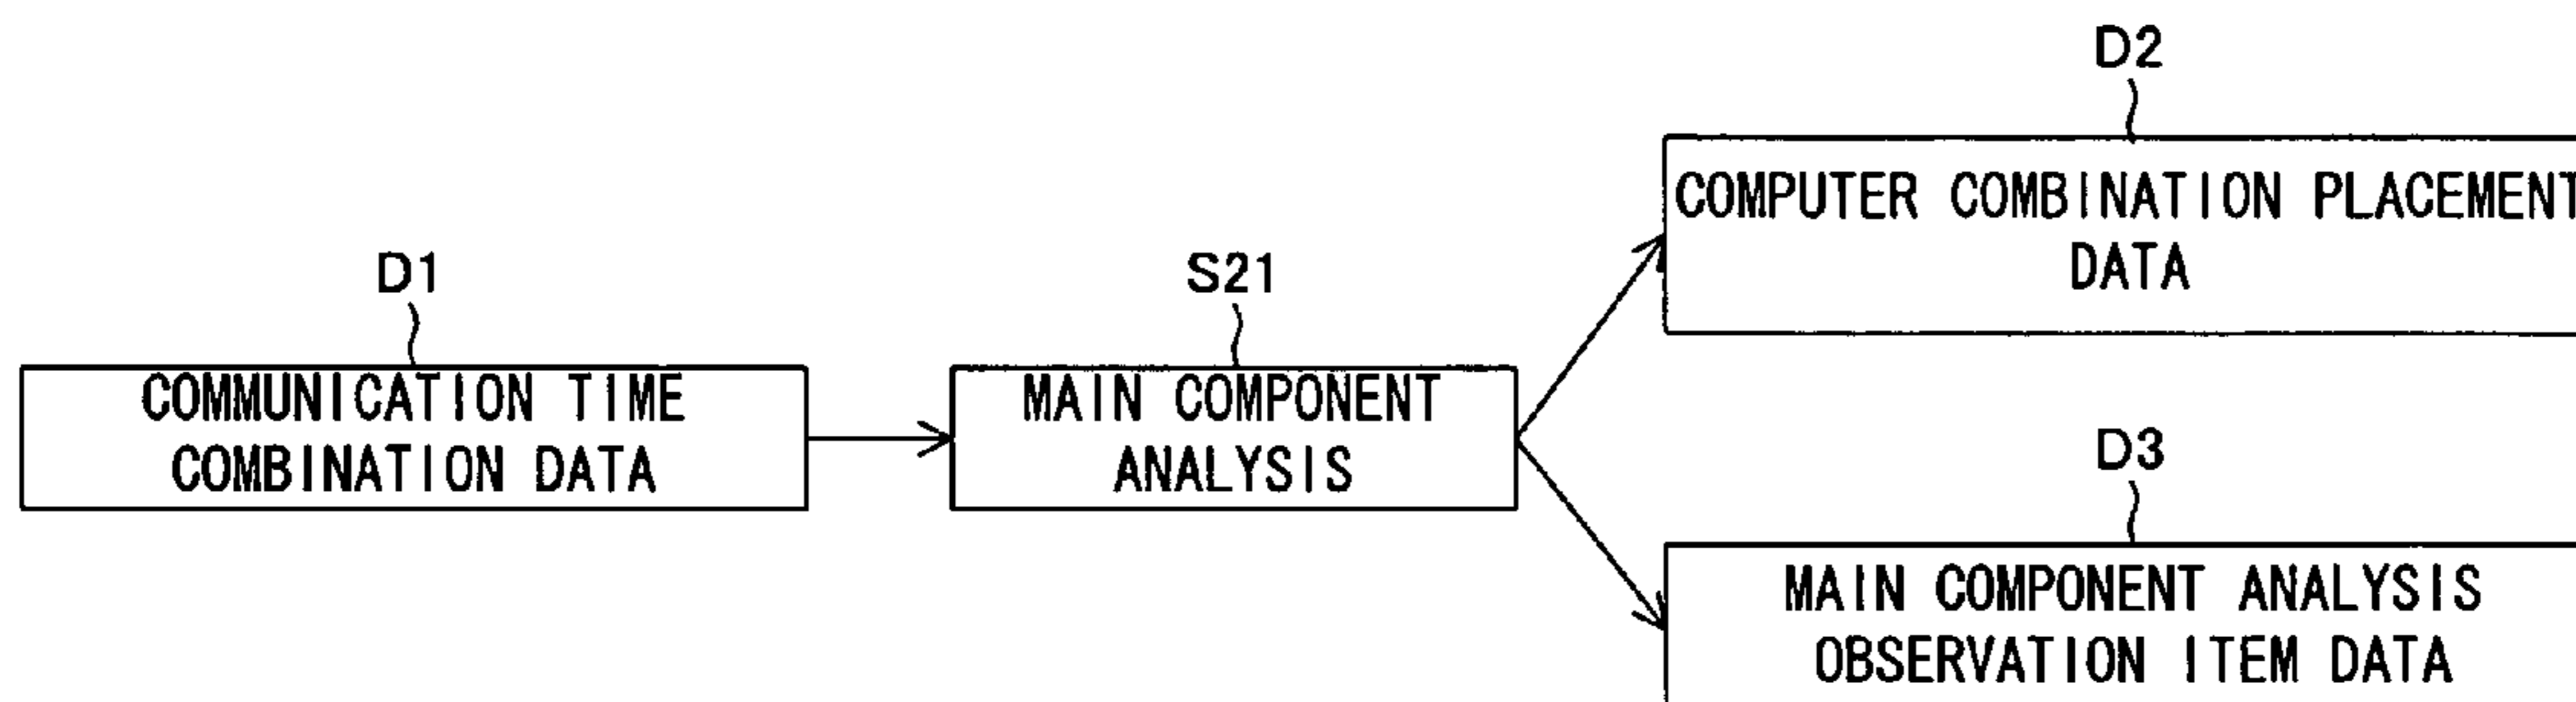 D1
COMMUNICATION TIME
COMBINATION DATA
S21
MAIN COMPONENT
ANALYSIS
D2
COMPUTER COMBINATION PLACEMENT
DATA
D3
MAIN COMPONENT ANALYSIS
OBSERVATION ITEM DATA